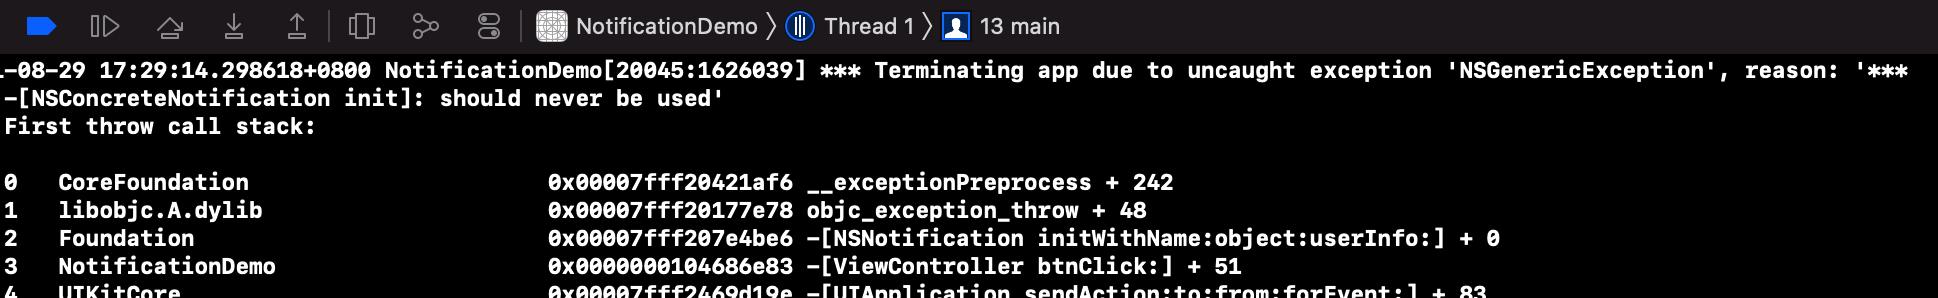 NotificationDemo Thread 1 13 main
-08-29 17:29:14.298618+0800 NotificationDemo[20045:1626039] *** Terminating app due to uncaught exception 'NSGenericException', reason: '***
-[NSConcreteNotification init]: should never be used'
First throw call stack:
0 CoreFoundation 0x00007fff20421af6 __exceptionPreprocess + 242
1 libobjc.A.dylib 0x00007fff20177e78 objc_exception_throw + 48
2 Foundation 0x00007fff207e4be6 -[NSNotification initWithName:object:userInfo:] + 0
3 NotificationDemo 0x0000000104686e83 -[ViewController btnClick:] + 51
4 UIKitCore 0x00007fff2469d19e -[UIApplication sendAction:to:from:forEvent:] + 83